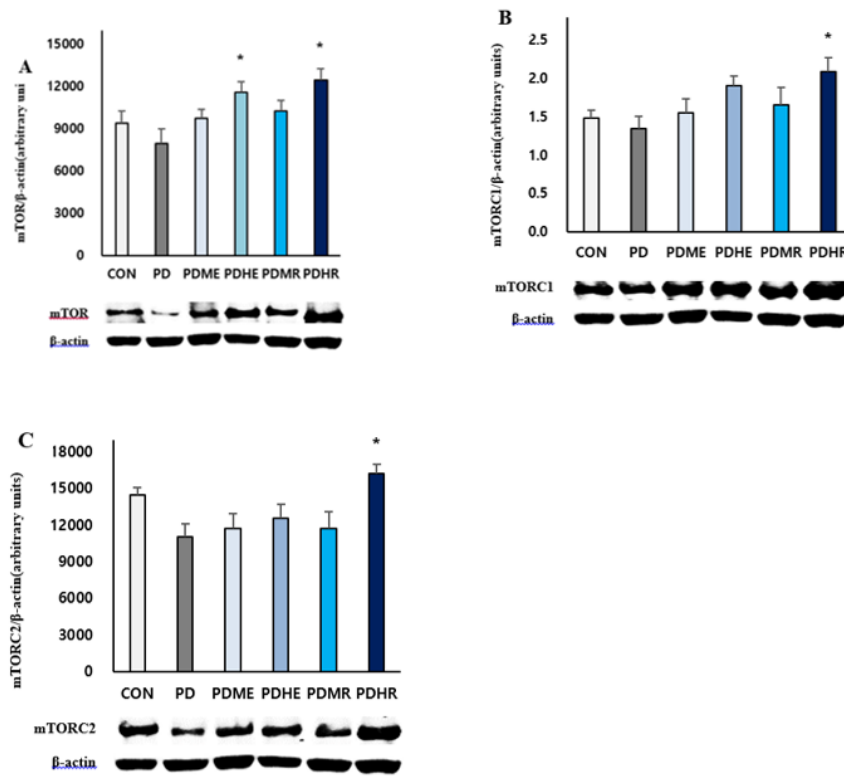 A
mTOR/β-actin(arbitrary uni
15000
12000
9000
6000
3000
0
* *
CON PD PDME PDHE PDMR PDHR
mTOR
β-actin
B
mTORC1/β-actin(arbitrary units)
2.5
2.0
1.5
1.0
0.5
0.0
*
CON PD PDME PDHE PDMR PDHR
mTORC1
β-actin
C
mTORC2/β-actin(arbitrary units)
18000
15000
12000
9000
6000
3000
0
*
CON PD PDME PDHE PDMR PDHR
mTORC2
β-actin